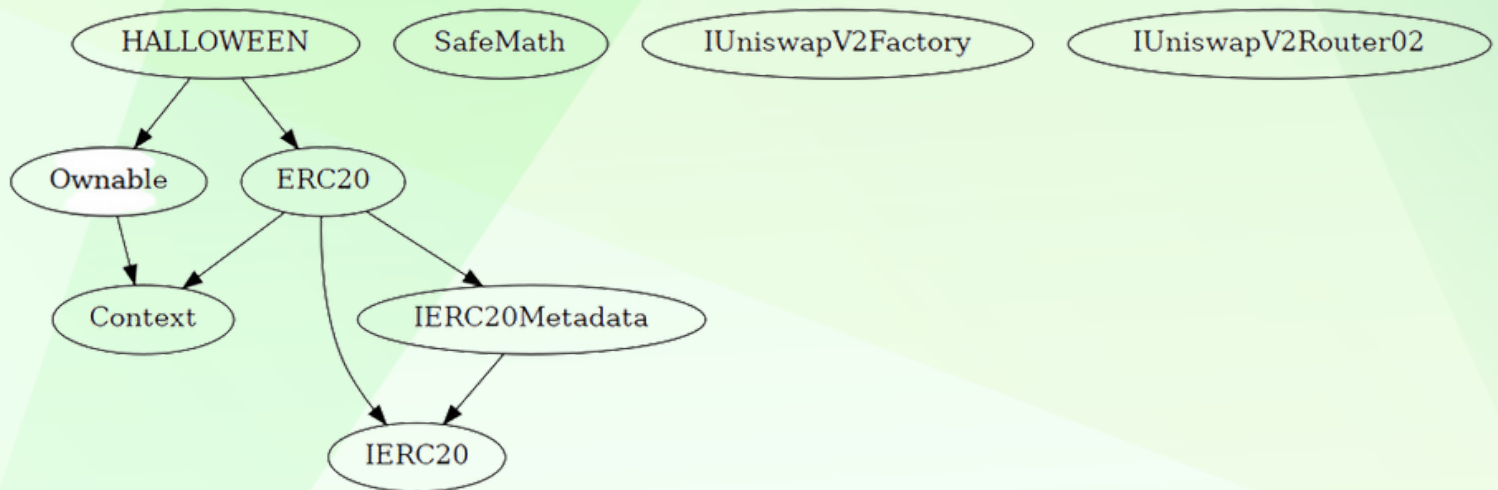 HALLOWEEN
SafeMath
IUniswapV2Factory
IUniswapV2Router02
Ownable
ERC20
Context
IERC20Metadata
IERC20